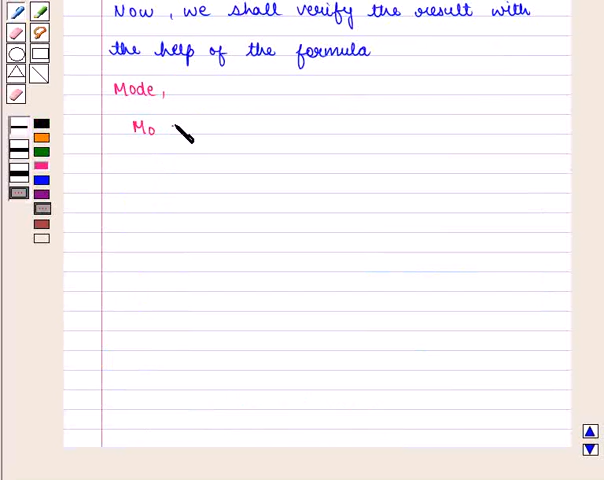 Now, we shall verify the result with
the help of the formula
Mode,
Mo